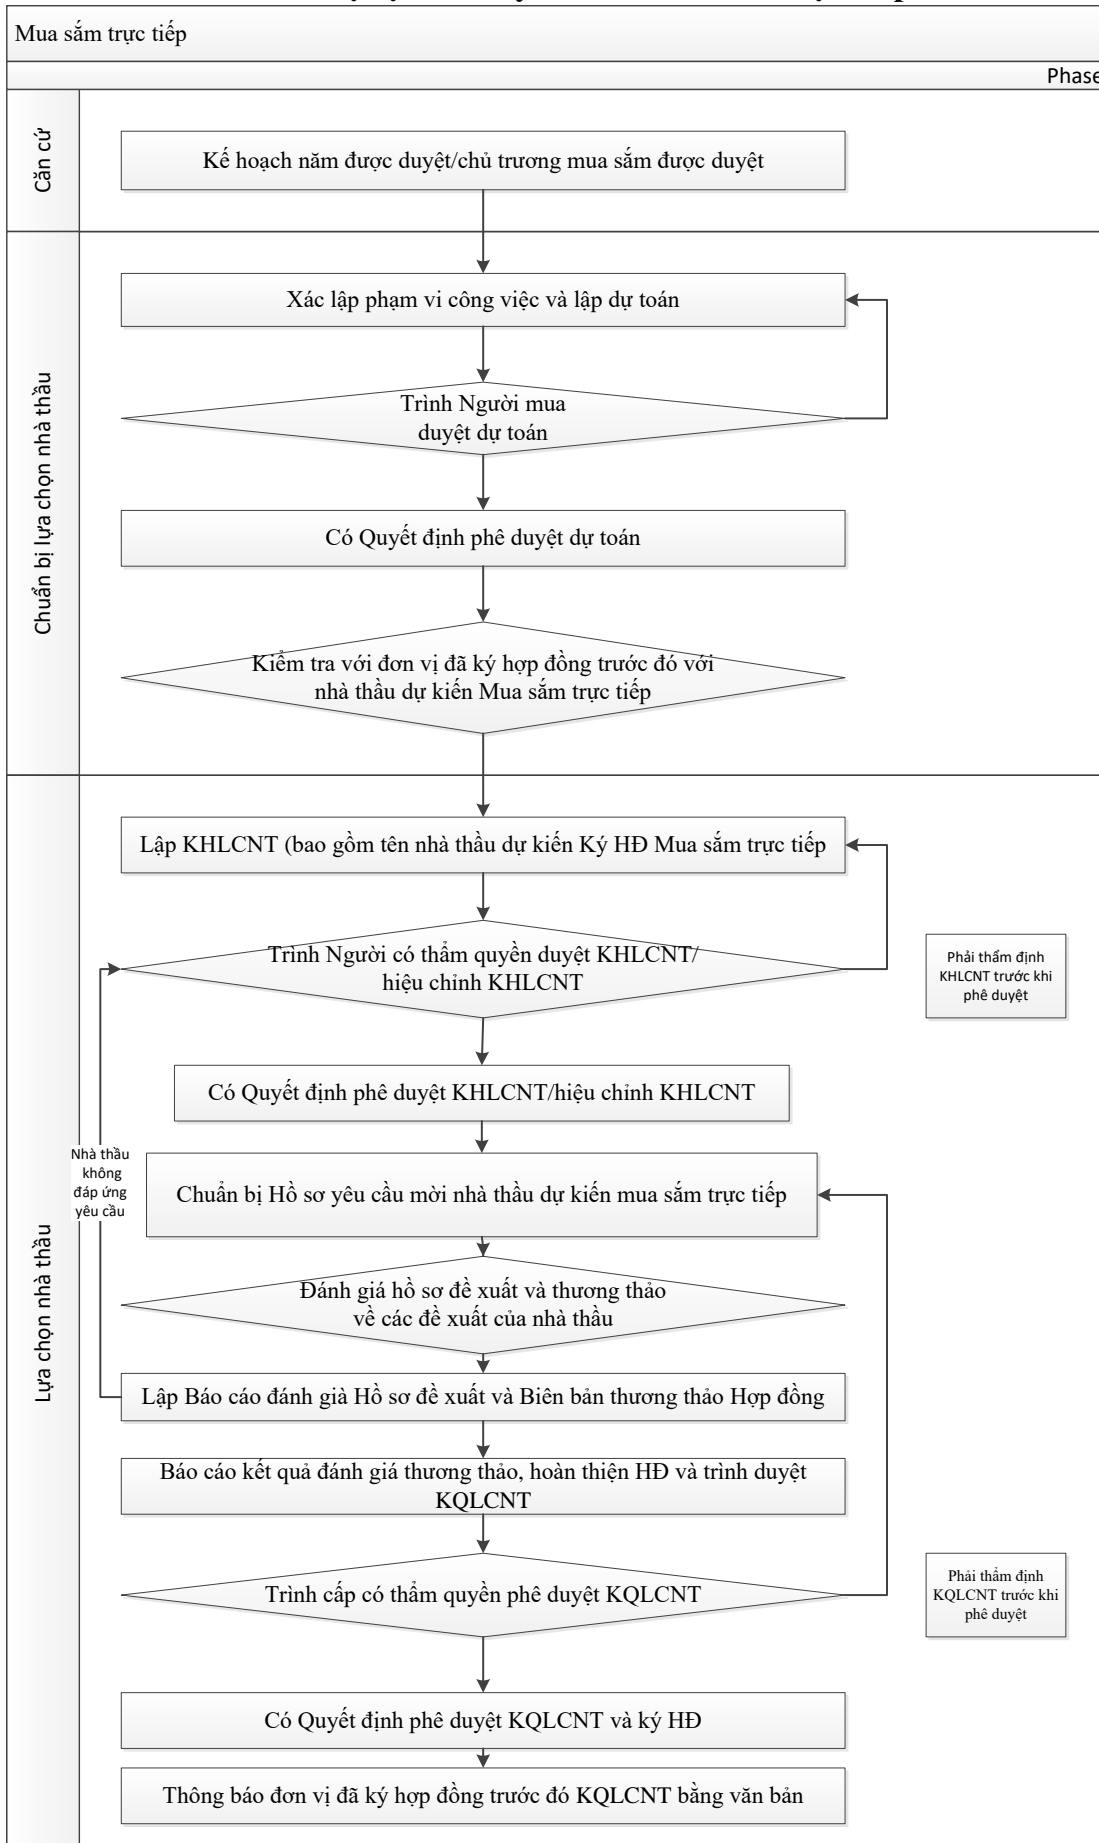 Mua sắm trực tiếp
Phase
Căn cứ
Kế hoạch năm được duyệt/chủ trương mua sắm được duyệt
Chuẩn bị lựa chọn nhà thầu
Xác lập phạm vi công việc và lập dự toán
Trình Người mua
duyệt dự toán
Có Quyết định phê duyệt dự toán
Kiểm tra với đơn vị đã ký hợp đồng trước đó với
nhà thầu dự kiến Mua sắm trực tiếp
Lựa chọn nhà thầu
Lập KHLCNT (bao gồm tên nhà thầu dự kiến Ký HĐ Mua sắm trực tiếp
Trình Người có thẩm quyền duyệt KHLCNT/
hiệu chỉnh KHLCNT
Phải thẩm định
KHLCNT trước khi
phê duyệt
Có Quyết định phê duyệt KHLCNT/hiệu chỉnh KHLCNT
Nhà thầu
không
đáp ứng
yêu cầu
Chuẩn bị Hồ sơ yêu cầu mời nhà thầu dự kiến mua sắm trực tiếp
Đánh giá hồ sơ đề xuất và thương thảo
về các đề xuất của nhà thầu
Lập Báo cáo đánh già Hồ sơ đề xuất và Biên bản thương thảo Hợp đồng
Báo cáo kết quả đánh giá thương thảo, hoàn thiện HĐ và trình duyệt
KQLCNT
Trình cấp có thẩm quyền phê duyệt KQLCNT
Phải thẩm định
KQLCNT trước khi
phê duyệt
Có Quyết định phê duyệt KQLCNT và ký HĐ
Thông báo đơn vị đã ký hợp đồng trước đó KQLCNT bằng văn bản